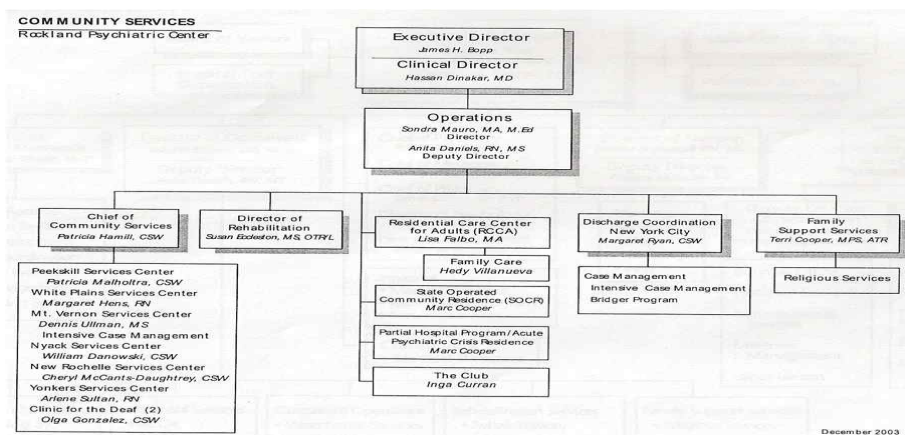 COMMUNITY SERVICES
Rockland Psychiatric Center
Executive Director
James H. Bopp
Clinical Director
Hassan Dinakar, MD
Operations
Sondra Mauro, MA, M.Ed
Director
Anita Daniels, RN, MS
Deputy Director
Chief of
Community Services
Patricia Hamill, CSW
Director of
Rehabilitation
Susan Eccleston, MS, OTR/L
Residential Care Center
for Adults (RCCA)
Lisa Falbo, MA
Discharge Coordination
New York City
Margaret Ryan, CSW
Family
Support Services
Terri Cooper, MPS, ATR
Peekskill Services Center
Patricia Malholtra, CSW
White Plains Services Center
Margaret Hens, RN
Mt. Vernon Services Center
Dennis Ullman, MS
Intensive Case Management
Nyack Services Center
William Danowski, CSW
New Rochelle Services Center
Cheryl McCants-Daughtrey, CSW
Yonkers Services Center
Arlene Sultan, RN
Clinic for the Deaf (2)
Olga Gonzalez, CSW
Family Care
Hedy Villanueva
State Operated
Community Residence (SOCR)
Marc Cooper
Partial Hospital Program/Acute
Psychiatric Crisis Residence
Marc Cooper
The Club
Inga Curran
Case Management
Intensive Case Management
Bridger Program
Religious Services
December 2003